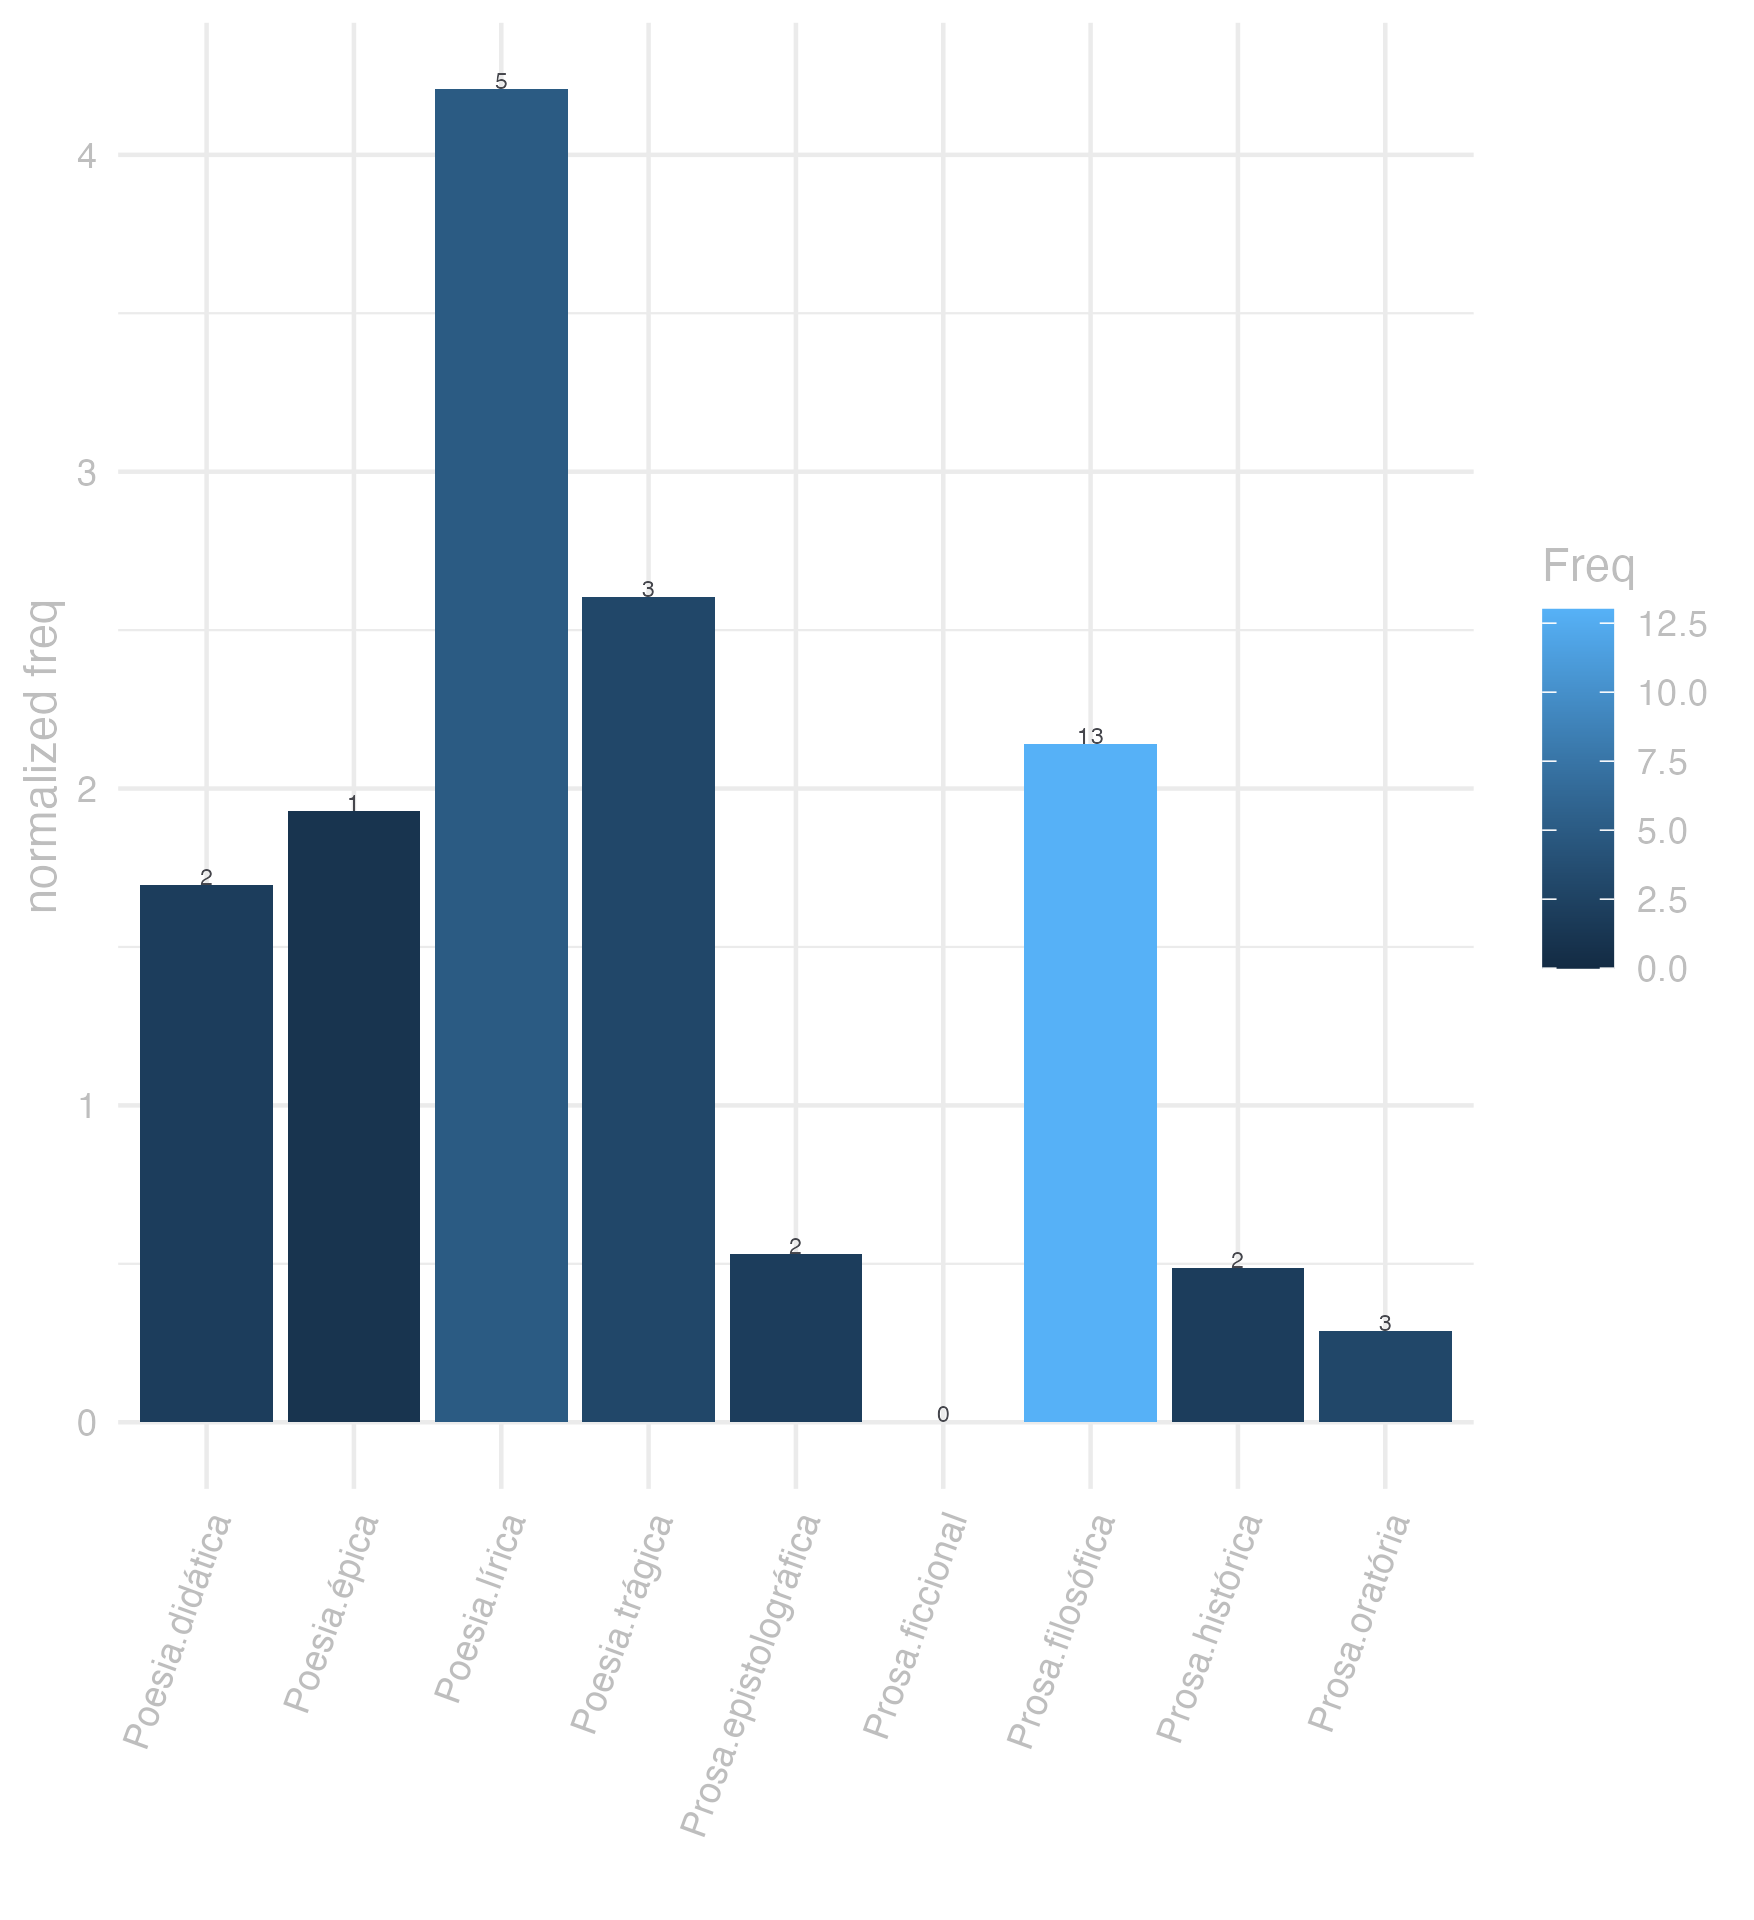 normalized freq
4
3
2
1
0
2
1
5
3
2
0
13
2
3
Poesia.didática
Poesia.épica
Poesia.lírica
Poesia.trágica
Prosa.epistolográfica
Prosa.ficcional
Prosa.filosófica
Prosa.histórica
Prosa.oratória
Freq
12.5
10.0
7.5
5.0
2.5
0.0